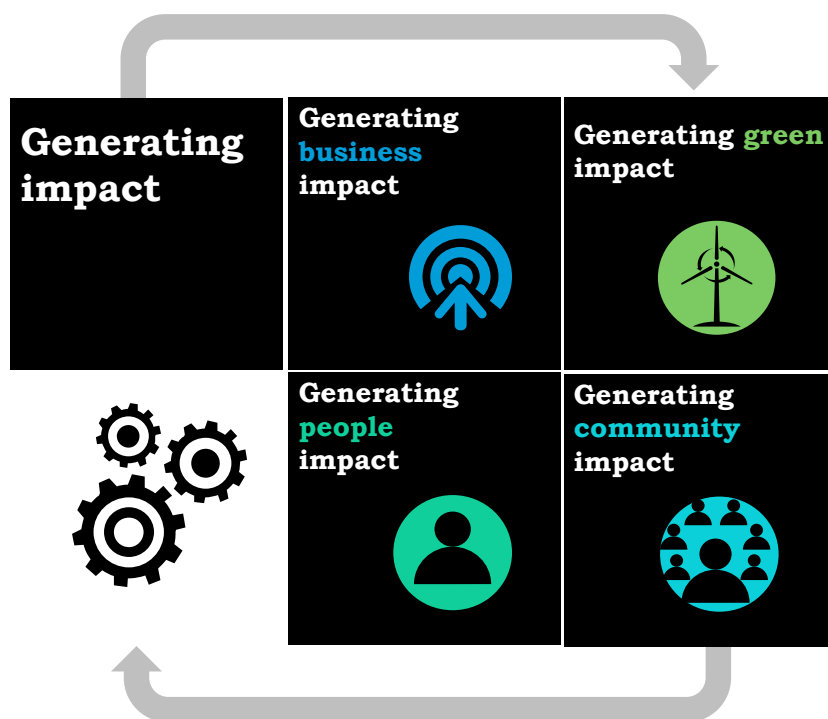 Generating
impact
Generating
business
impact
Generating green
impact
Generating
people
impact
Generating
community
impact